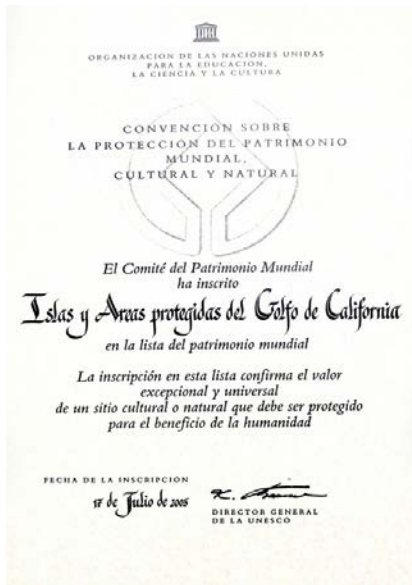 ORGANIZACION DE LAS NACIONES UNIDAS
PARA LA EDUCACION,
LA CIENCIA Y LA CULTURA
CONVENCION SOBRE
LA PROTECCION DEL PATRIMONIO
MUNDIAL,
CULTURAL Y NATURAL
El Comité del Patrimonio Mundial
ha inscrito
Islas y Areas protegidas del Golfo de California
en la lista del patrimonio mundial
La inscripción en esta lista confirma el valor
excepcional y universal
de un sitio cultural o natural que debe ser protegido
para el beneficio de la humanidad
FECHA DE LA INSCRIPCIÓN
17 de Julio de 2005
DIRECTOR GENERAL
DE LA UNESCO